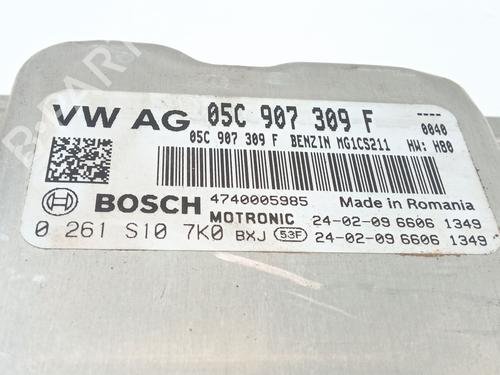 VW AG 05C 907 309 F ----
05C 907 309 F BENZIN MG1CS211 0040
HW: H80
BOSCH 4740005985 Made in Romania
MOTRONIC 24-02-09 6606 1349
0 261 S10 7K0 BXJ 53F 24-02-09 6606 1349